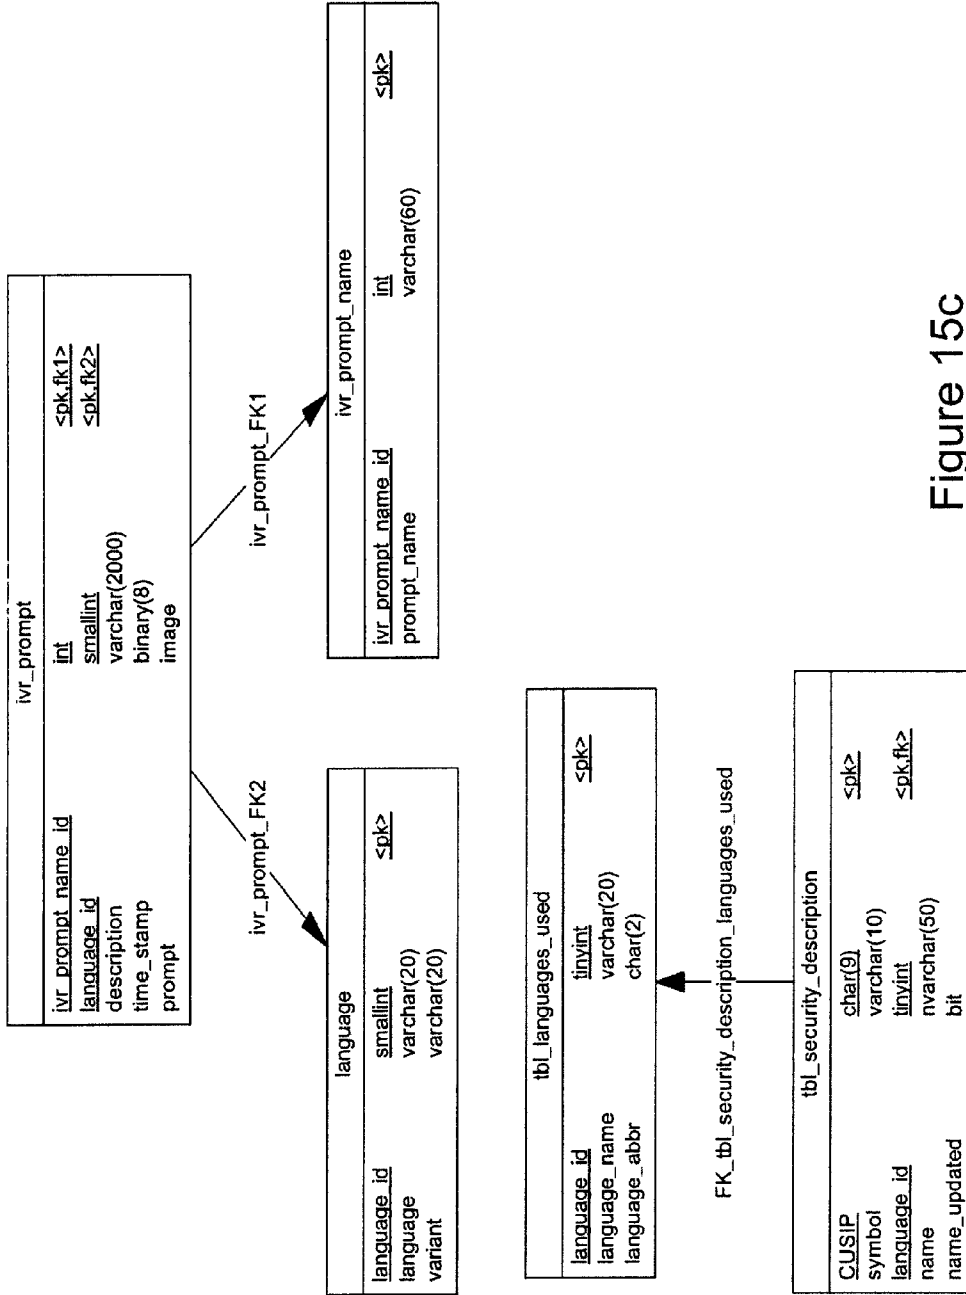 ivr_prompt
ivr_prompt_name_id int <pk,fk1>
language_id smallint <pk,fk2>
description varchar(2000)
time_stamp binary(8)
prompt image
ivr_prompt_FK2
ivr_prompt_FK1
language
language_id smallint <pk>
language varchar(20)
variant varchar(20)
ivr_prompt_name
ivr_prompt_name_id int <pk>
prompt_name varchar(60)
tbl_languages_used
language_id tinyint <pk>
language_name varchar(20)
language_abbr char(2)
FK_tbl_security_description_languages_used
tbl_security_description
CUSIP char(9) <pk>
symbol varchar(10)
language_id tinyint <pk,fk>
name nvarchar(50)
name_updated bit
Figure 15c